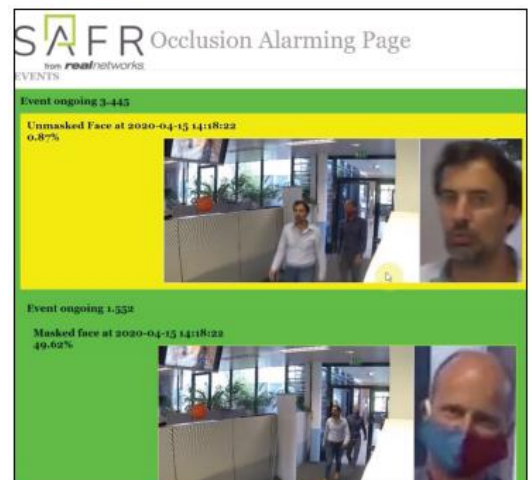 SAFR Occlusion Alarming Page
from realnetworks
EVENTS
Event ongoing 3.445
Unmasked Face at 2020-04-15 14:18:22
0.87%
Event ongoing 1.552
Masked face at 2020-04-15 14:18:22
49.62%